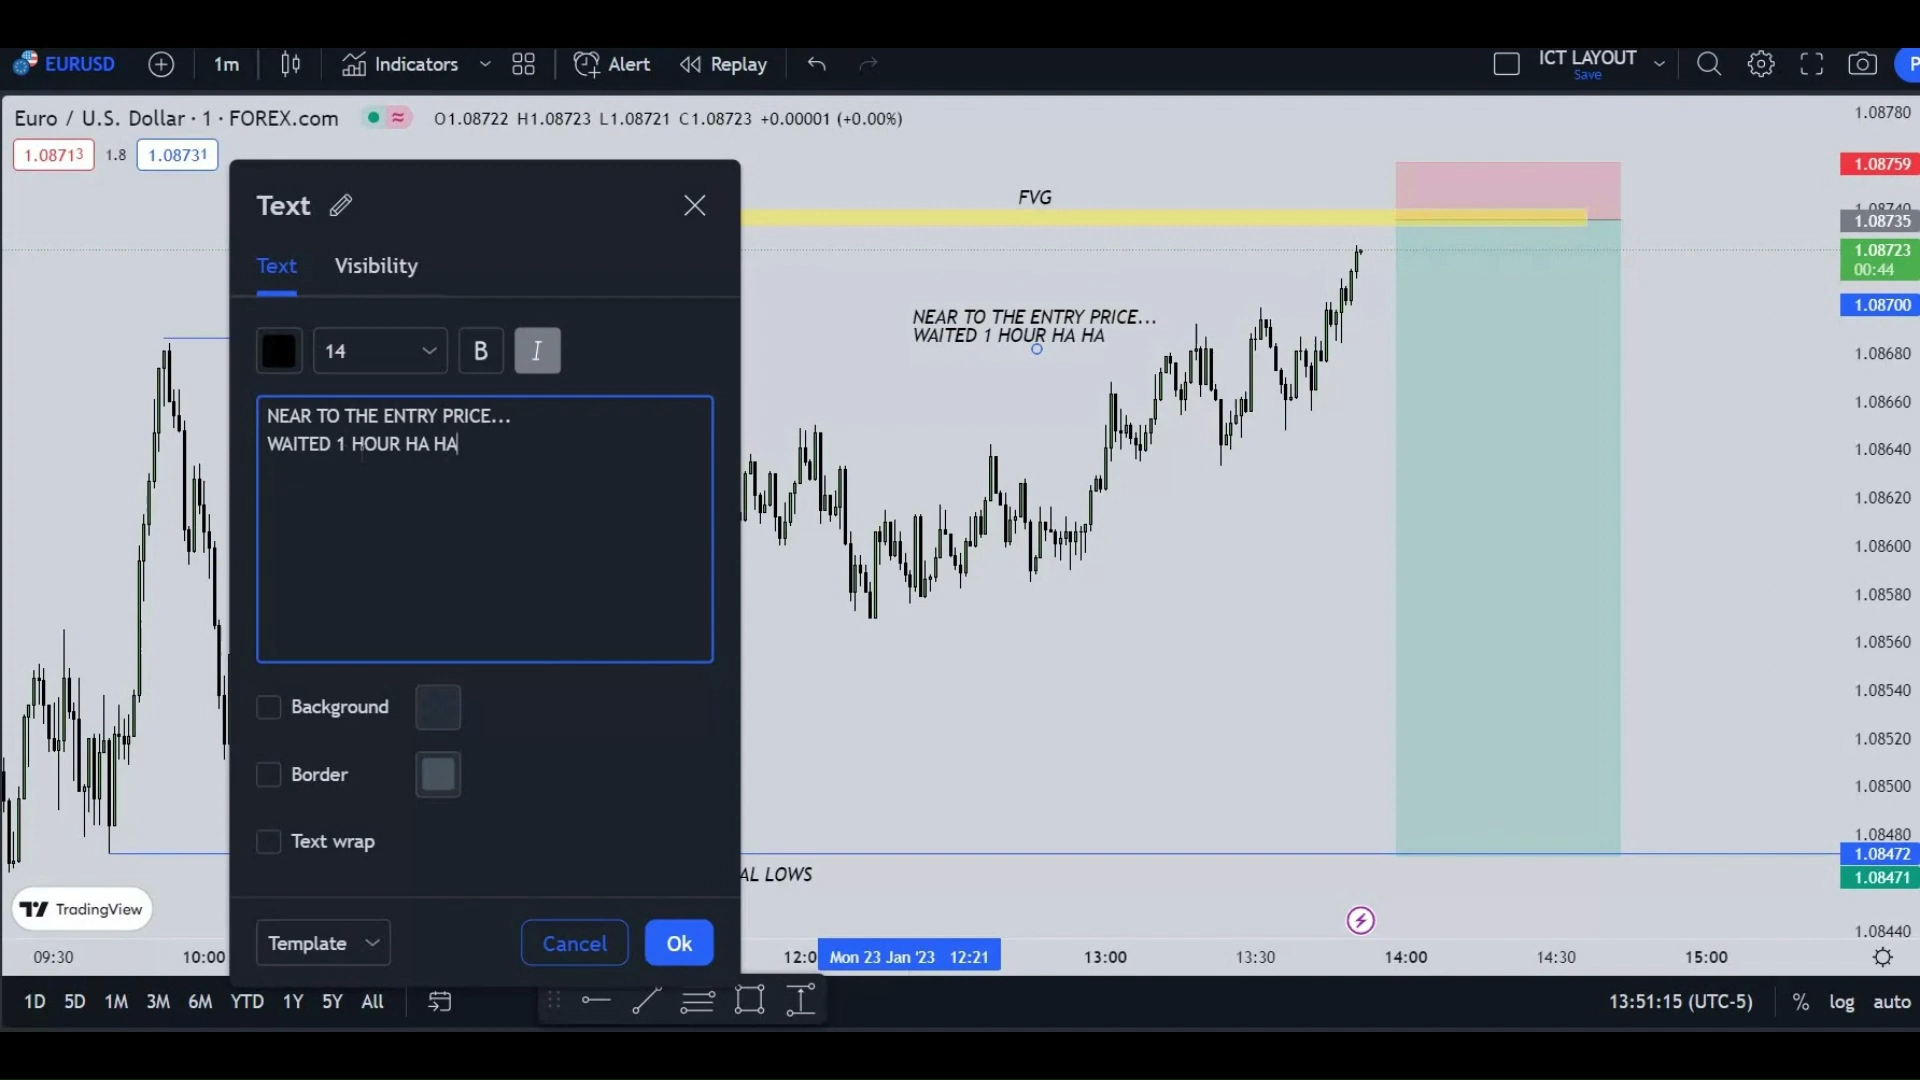 EURUSD 1m Indicators Alert Replay ICT LAYOUT Save P
Euro / U.S. Dollar · 1 · FOREX.com O1.08722 H1.08723 L1.08721 C1.08723 +0.00001 (+0.00%)
1.08713 1.8 1.08731
Text
Text Visibility
14 B I
NEAR TO THE ENTRY PRICE...
WAITED 1 HOUR HA HA
Background
Border
Text wrap
Template Cancel Ok
FVG
NEAR TO THE ENTRY PRICE...
WAITED 1 HOUR HA HA
AL LOWS
1.08780
1.08759
1.08740
1.08735
1.08723
00:44
1.08700
1.08680
1.08660
1.08640
1.08620
1.08600
1.08580
1.08560
1.08540
1.08520
1.08500
1.08480
1.08472
1.08471
1.08440
TradingView
09:30 10:00 12:0 Mon 23 Jan '23 12:21 13:00 13:30 14:00 14:30 15:00
1D 5D 1M 3M 6M YTD 1Y 5Y All 13:51:15 (UTC-5) % log auto